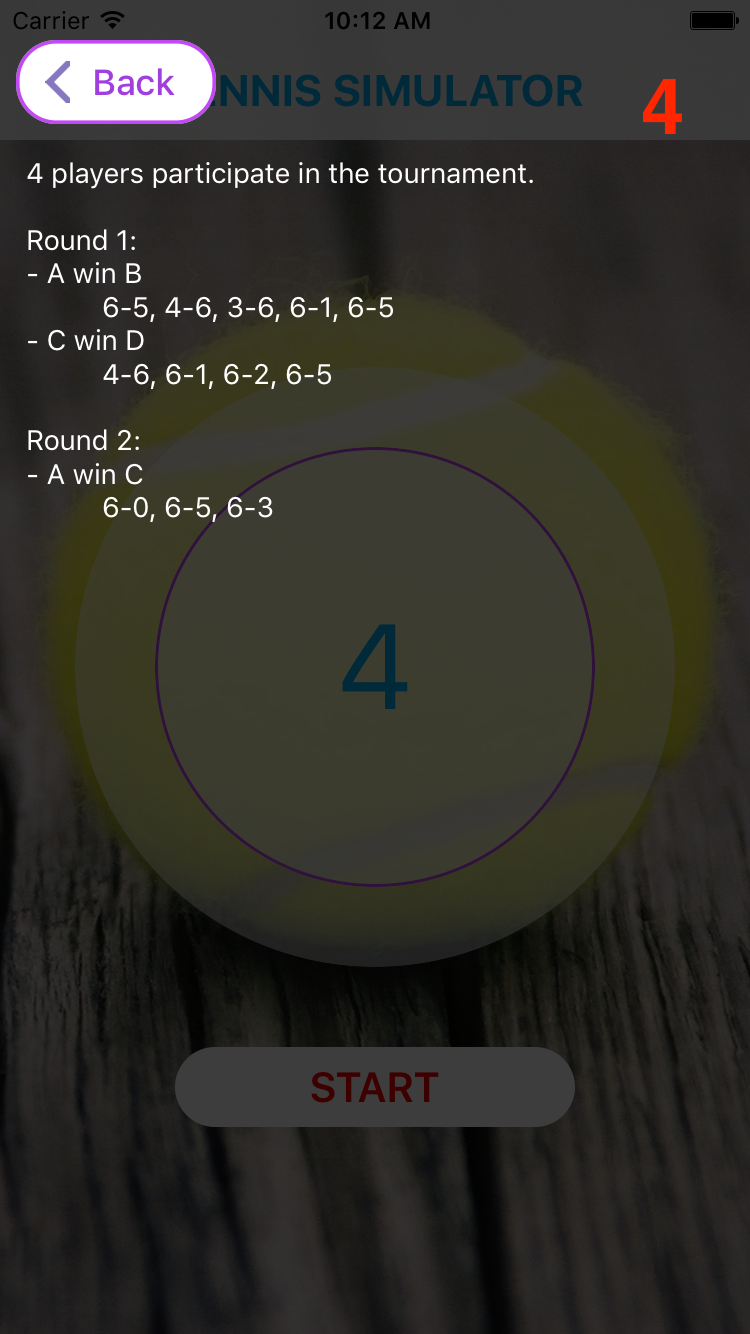 Carrier 10:12 AM
Back NNIS SIMULATOR 4
4 players participate in the tournament.
Round 1:
- A win B
6-5, 4-6, 3-6, 6-1, 6-5
- C win D
4-6, 6-1, 6-2, 6-5
Round 2:
- A win C
6-0, 6-5, 6-3
4
START